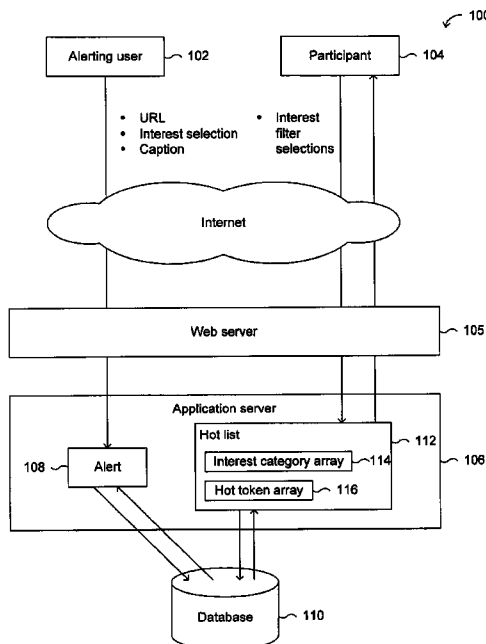 100
Alerting user
102
Participant
104
• URL
• Interest selection
• Caption
• Interest
filter
selections
Internet
Web server
105
Application server
Hot list
112
Interest category array
114
108
Alert
106
Hot token array
116
Database
110